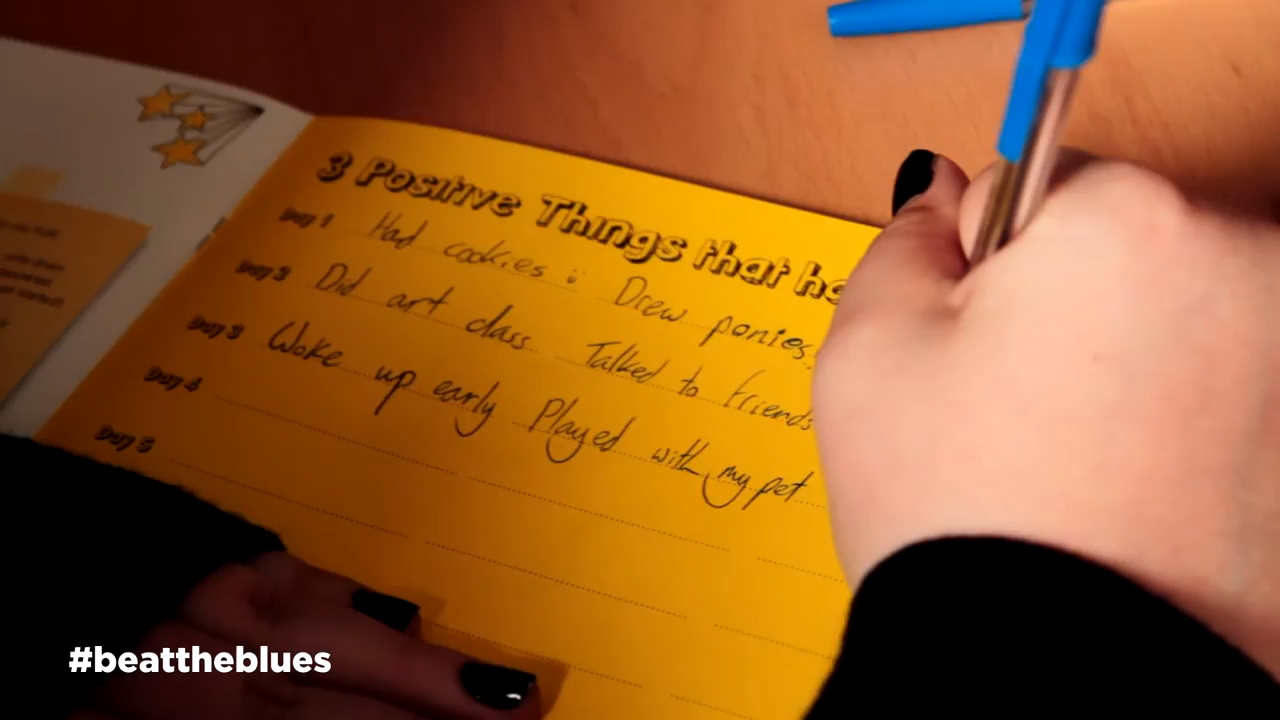 3 Positive Things that
Day 1 Had cookies Drew ponies
Day 2 Did art class Talked to friends
Day 3 Woke up early Played with my pet
Day 4
Day 5
#beattheblues